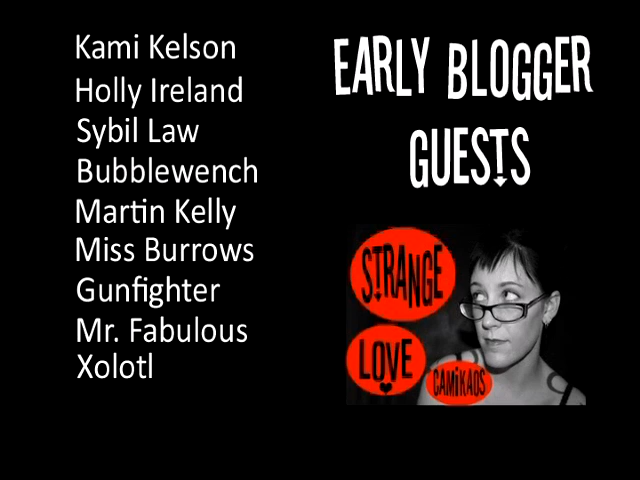 Kami Kelson
Holly Ireland
Sybil Law
Bubblewench
Martin Kelly
Miss Burrows
Gunfighter
Mr. Fabulous
Xolotl
EARLY BLOGGER
GUESTS
STRANGE
LOVE
CAMiKAOS